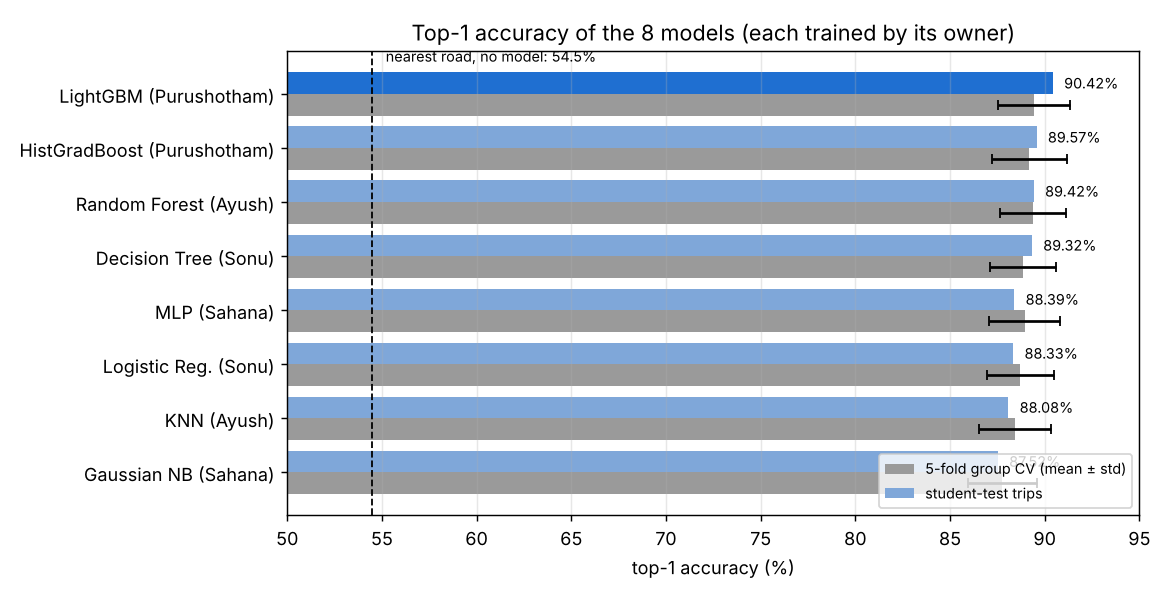 Top-1 accuracy of the 8 models (each trained by its owner)
nearest road, no model: 54.5%
LightGBM (Purushotham)
90.42%
HistGradBoost (Purushotham)
89.57%
Random Forest (Ayush)
89.42%
Decision Tree (Sonu)
89.32%
MLP (Sahana)
88.39%
Logistic Reg. (Sonu)
88.33%
KNN (Ayush)
88.08%
Gaussian NB (Sahana)
87.52%
5-fold group CV (mean ± std)
student-test trips
50 55 60 65 70 75 80 85 90 95
top-1 accuracy (%)